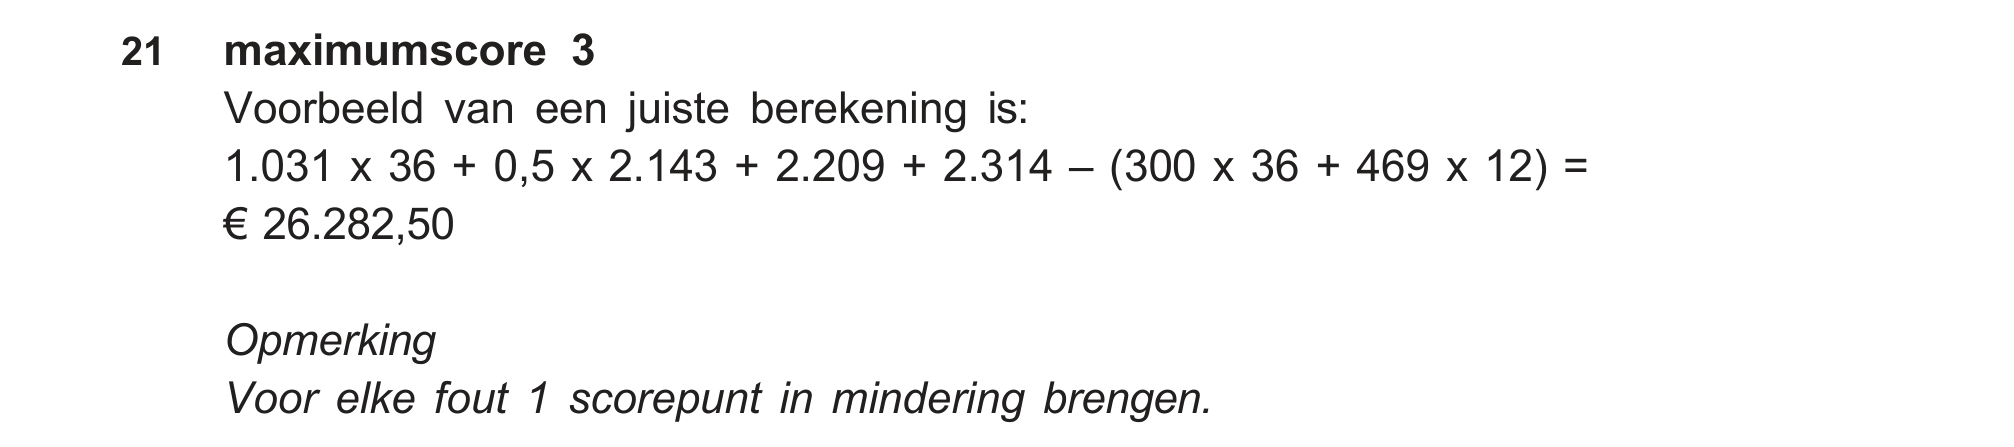 21 maximumscore 3
Voorbeeld van een juiste berekening is:
1.031 x 36 + 0,5 x 2.143 + 2.209 + 2.314 – (300 x 36 + 469 x 12) =
€ 26.282,50
Opmerking
Voor elke fout 1 scorepunt in mindering brengen.